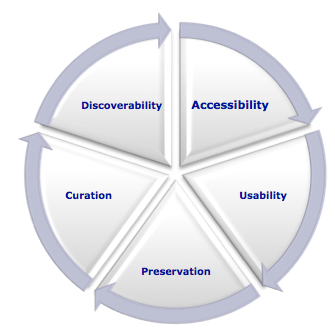 Discoverability
Accessibility
Curation
Usability
Preservation